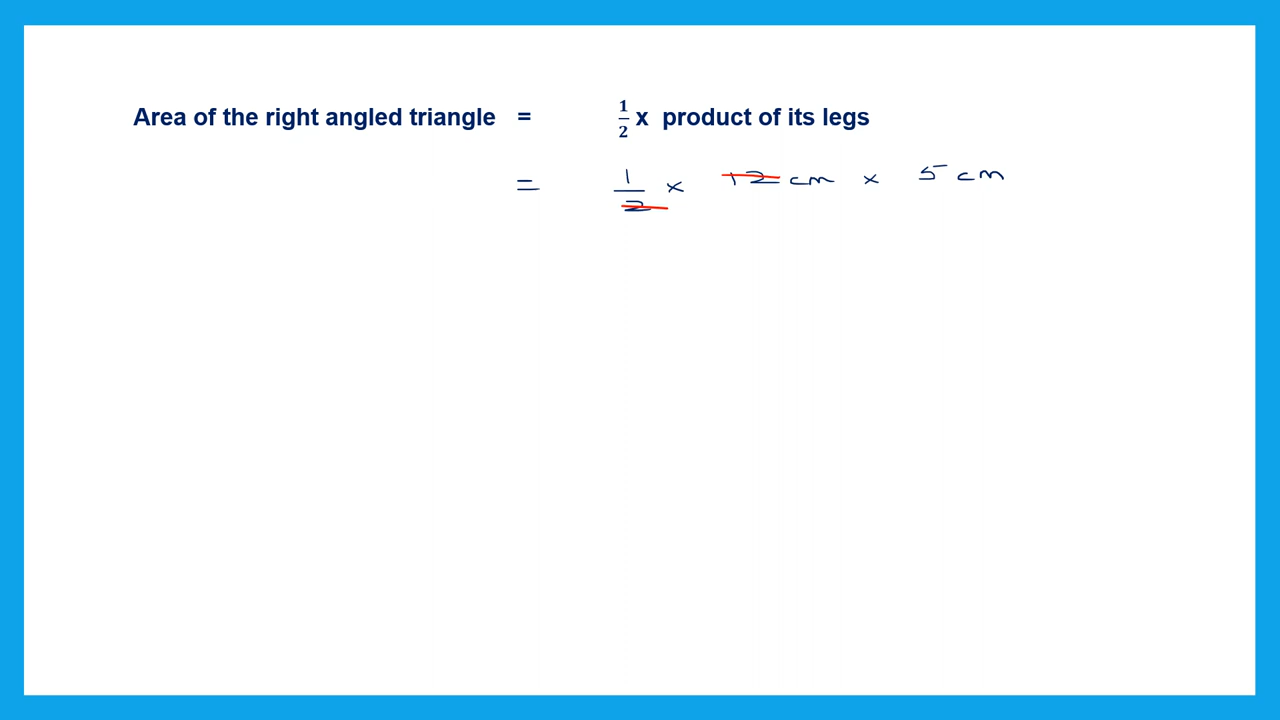 Area of the right angled triangle = 1/2 x product of its legs
= 1/2 x 12 cm x 5 cm